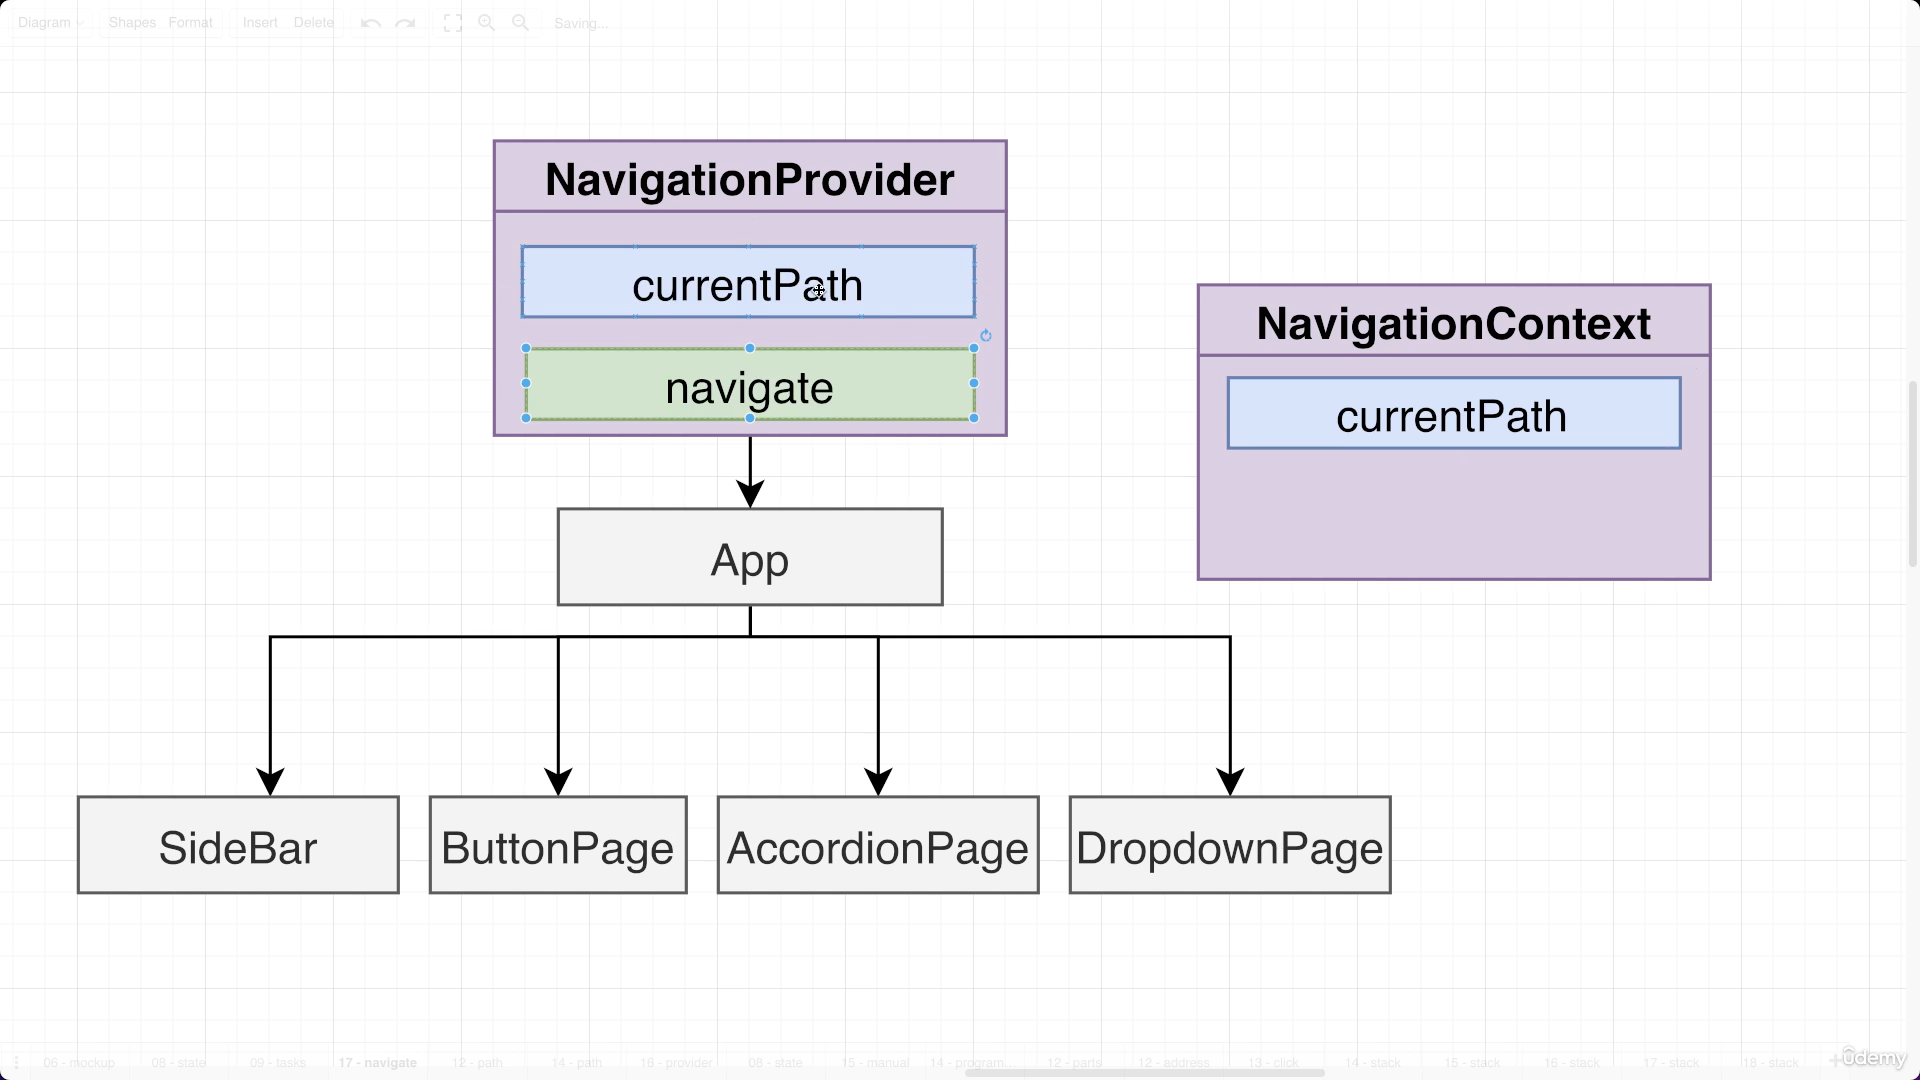 Diagram Shapes Format Insert Delete Saving...
NavigationProvider
currentPath
navigate
NavigationContext
currentPath
App
SideBar ButtonPage AccordionPage DropdownPage
06 - mockup 08 - state 09 - tasks 17 - navigate 12 - path 14 - path 16 - provider 08 - state 15 - manual 14 - program... 12 - parts 12 - address 13 - click 14 - stack 15 - stack 16 - stack 17 - stack 18 - stack
ûdemy